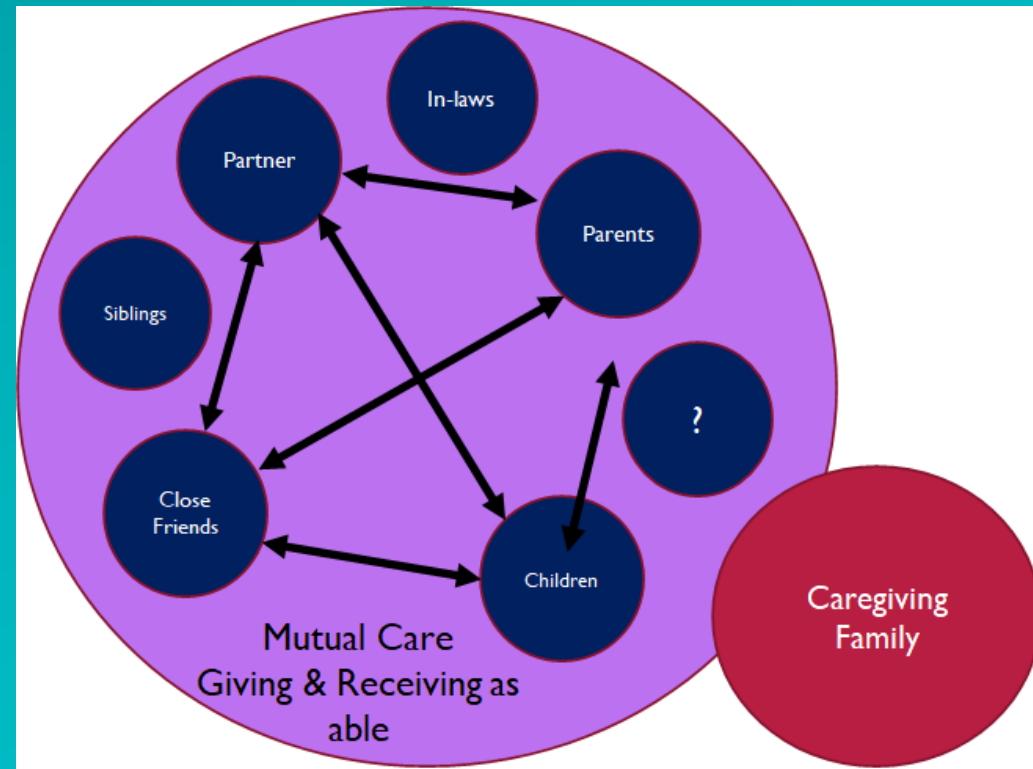 In-laws
Partner
Parents
Siblings
?
Close
Friends
Children
Caregiving
Family
Mutual Care
Giving & Receiving as
able